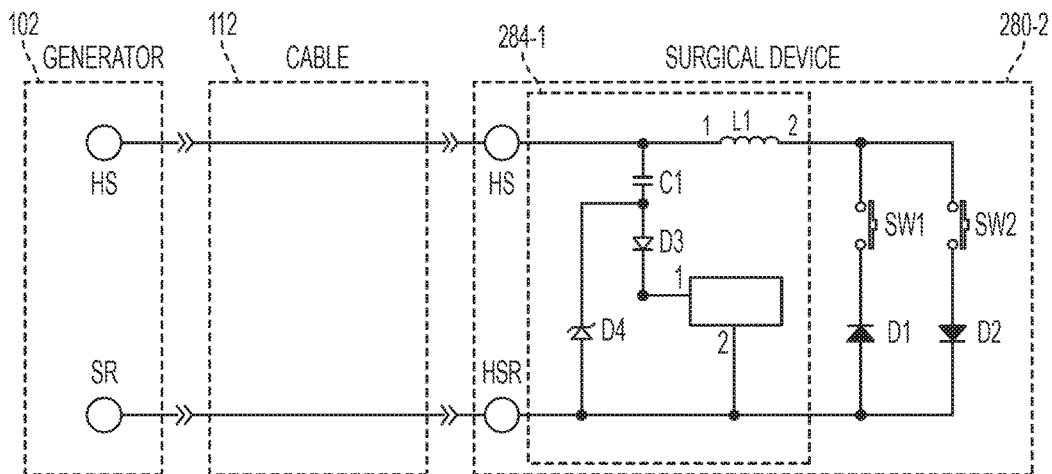 102
112
284-1
280-2
GENERATOR
CABLE
SURGICAL DEVICE
1 L1 2
HS
HS
C1
SW1
SW2
D3
1
D4
2
D1
D2
SR
HSR